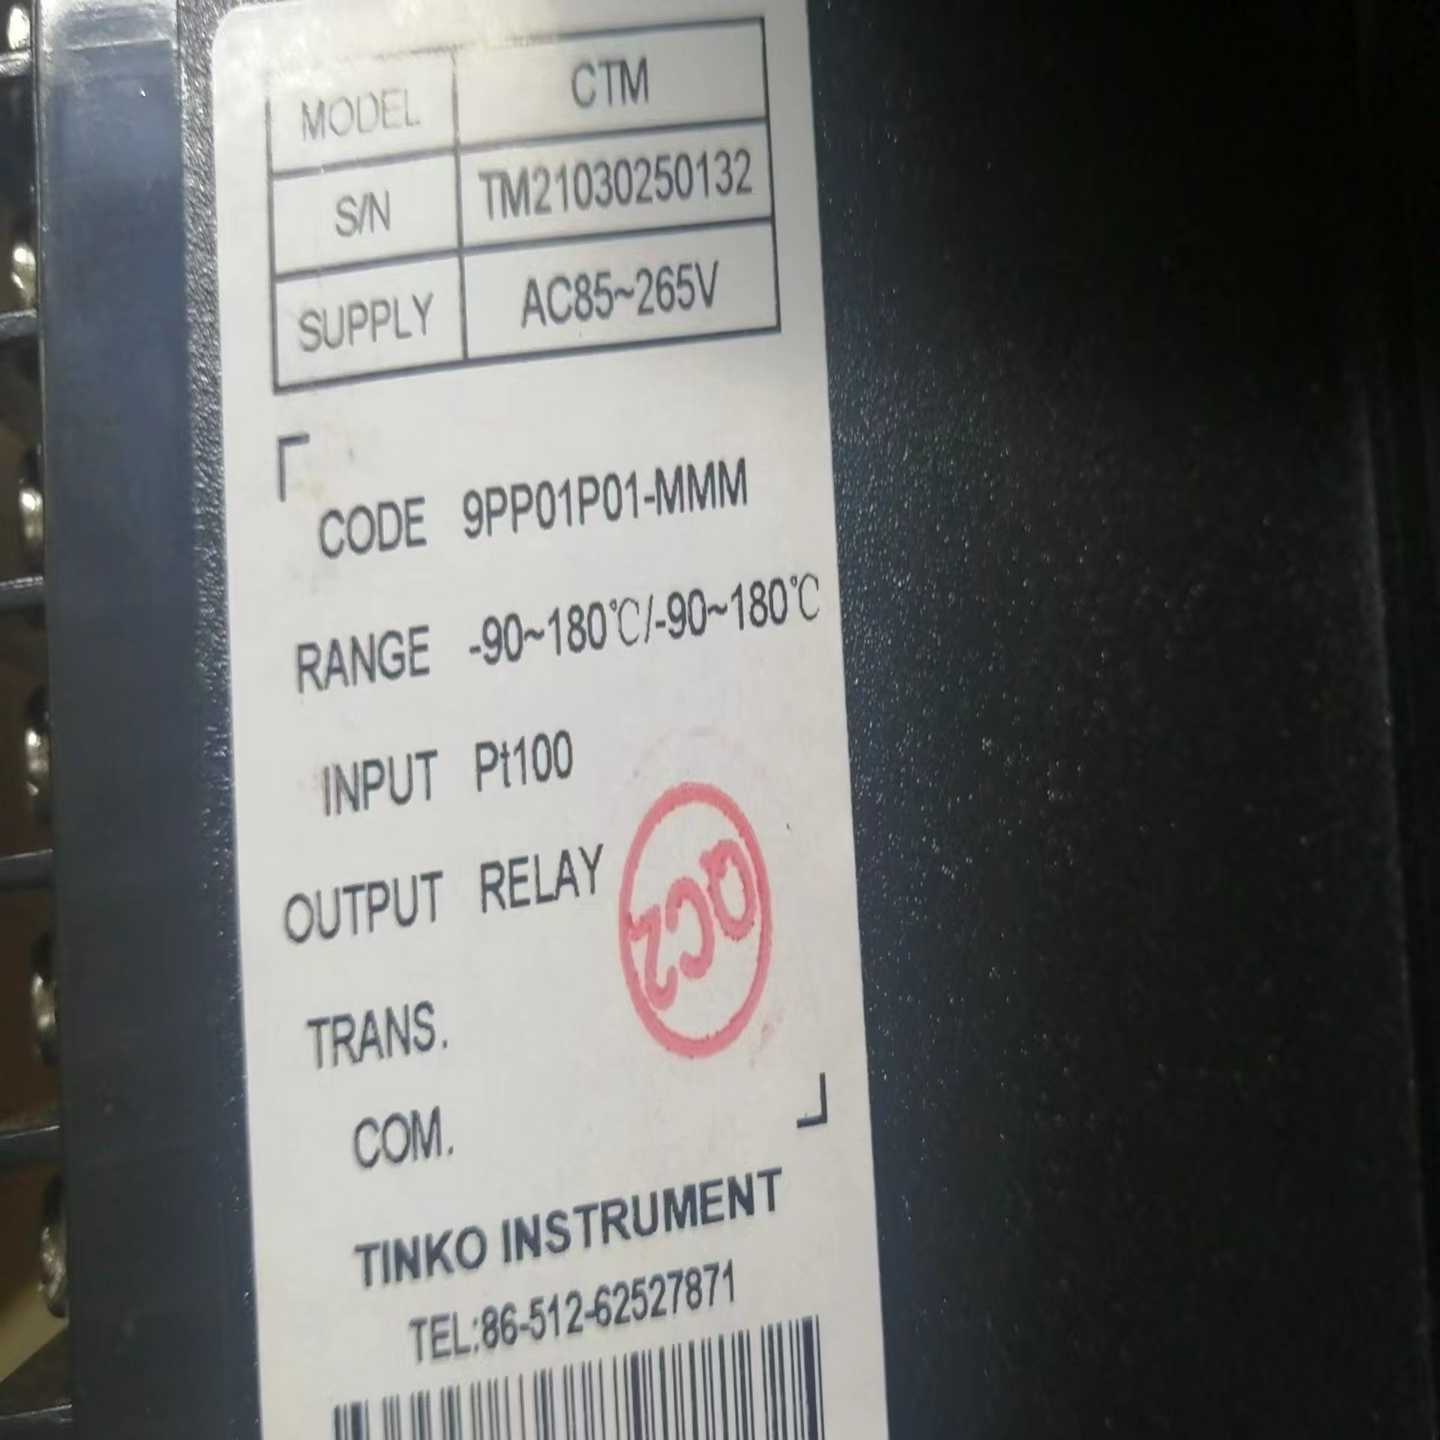 MODEL CTM
S/N TM21030250132
SUPPLY AC85~265V
CODE 9PP01P01-MMM
RANGE -90~180℃/-90~180℃
INPUT Pt100
OUTPUT RELAY
QC2
TRANS.
COM.
TINKO INSTRUMENT
TEL:86-512-62527871